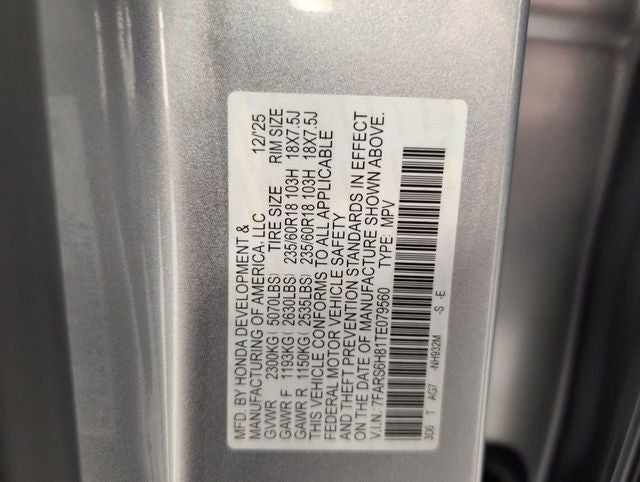 MFD. BY HONDA DEVELOPMENT &
MANUFACTURING OF AMERICA, LLC 12/'25
GVWR 2300KG( 5070LBS) TIRE SIZE RIM SIZE
GAWR F 1193KG( 2630LBS) 235/60R18 103H 18X7.5J
GAWR R 1150KG( 2535LBS) 235/60R18 103H 18X7.5J
THIS VEHICLE CONFORMS TO ALL APPLICABLE
FEDERAL MOTOR VEHICLE SAFETY
AND THEFT PREVENTION STANDARDS IN EFFECT
ON THE DATE OF MANUFACTURE SHOWN ABOVE.
V.I.N: 7FARS6H81TE079560 TYPE: MPV
3D0 T AG7 -NH932M -S -E